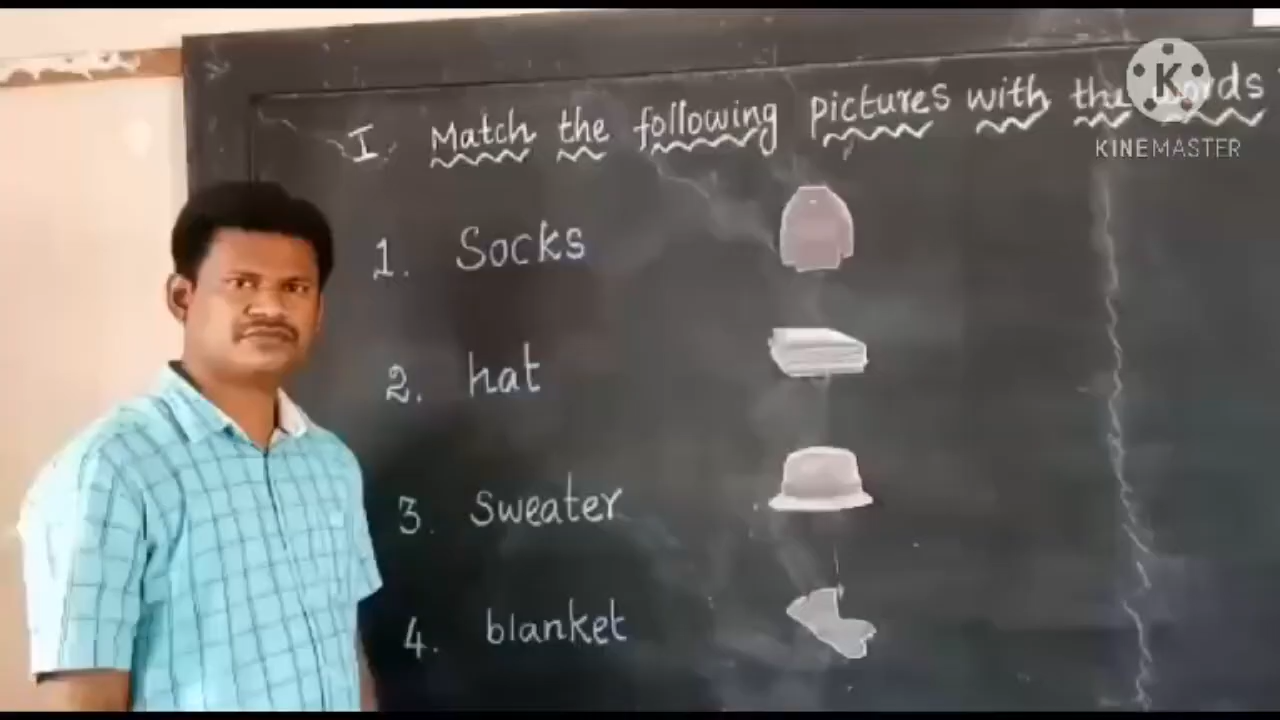 I. Match the following pictures with the words
1. Socks
2. hat
3. sweater
4. blanket
K
KINEMASTER